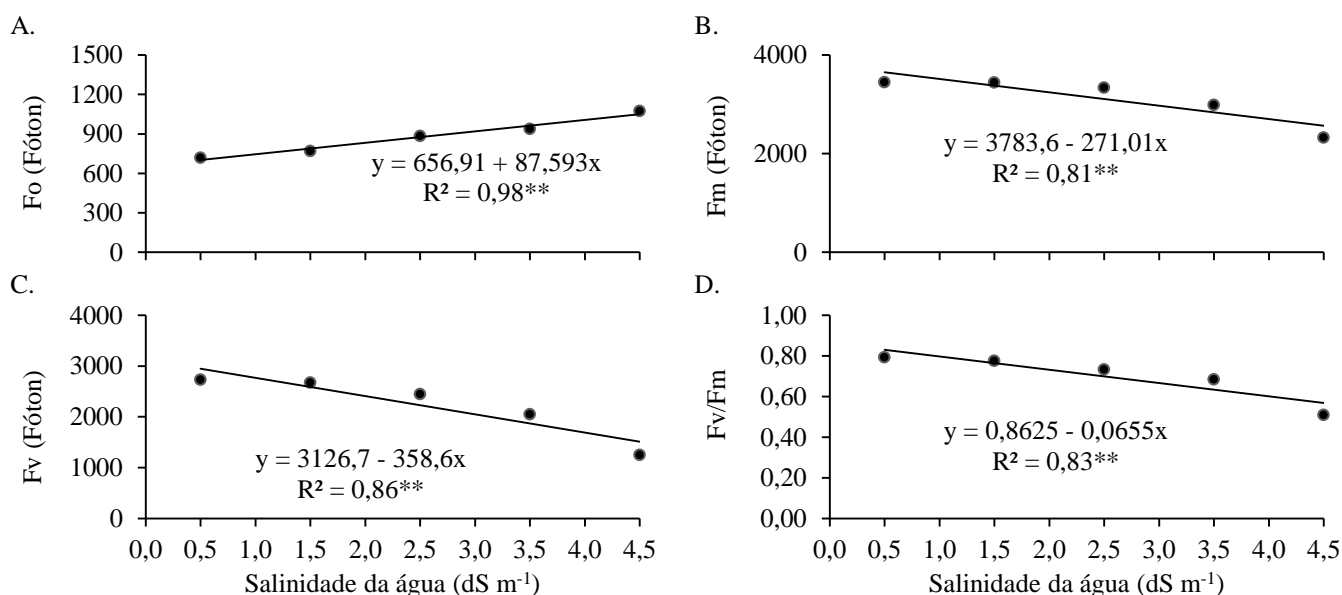 A.
1500
1200
900
600
300
0
Fo (Fóton)
y = 656,91 + 87,593x
R² = 0,98**
B.
4000
2000
0
Fm (Fóton)
y = 3783,6 - 271,01x
R² = 0,81**
C.
4000
3000
2000
1000
0
Fv (Fóton)
y = 3126,7 - 358,6x
R² = 0,86**
0,0 0,5 1,5 2,5 3,5 4,5 1,0 2,0 3,0 4,0
Salinidade da água (dS m⁻¹)
D.
1,00
0,80
0,60
0,40
0,20
0,00
Fv/Fm
y = 0,8625 - 0,0655x
R² = 0,83**
0,0 0,5 1,0 1,5 2,0 2,5 3,0 3,5 4,0 4,5
Salinidade da água (dS m⁻¹)